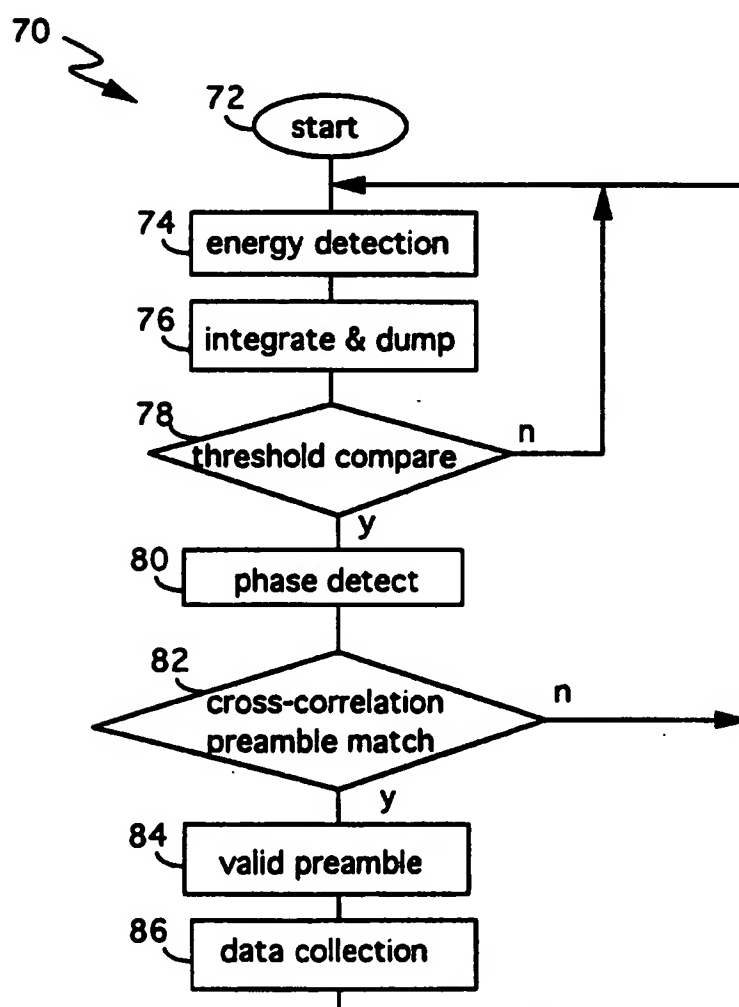 70
72
start
74
energy detection
76
integrate & dump
78
threshold compare
n
y
80
phase detect
82
cross-correlation
preamble match
n
y
84
valid preamble
86
data collection